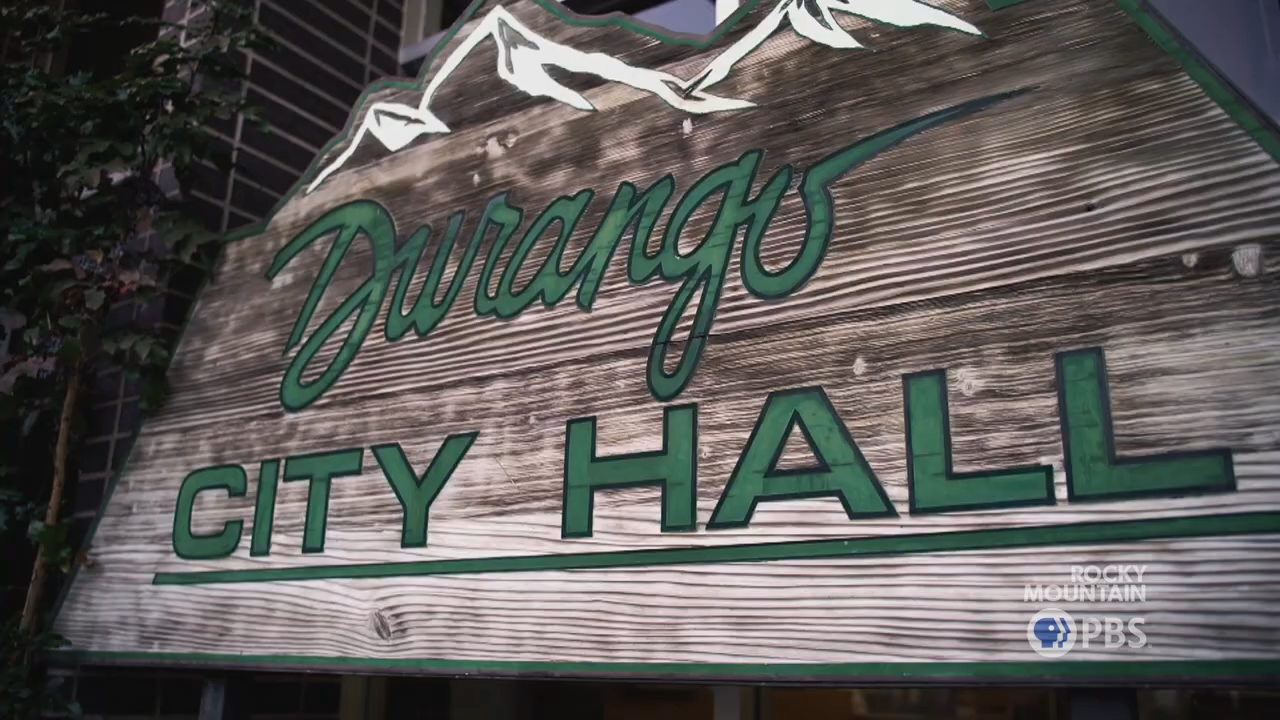 Durango
CITY HALL
ROCKY
MOUNTAIN
PBS